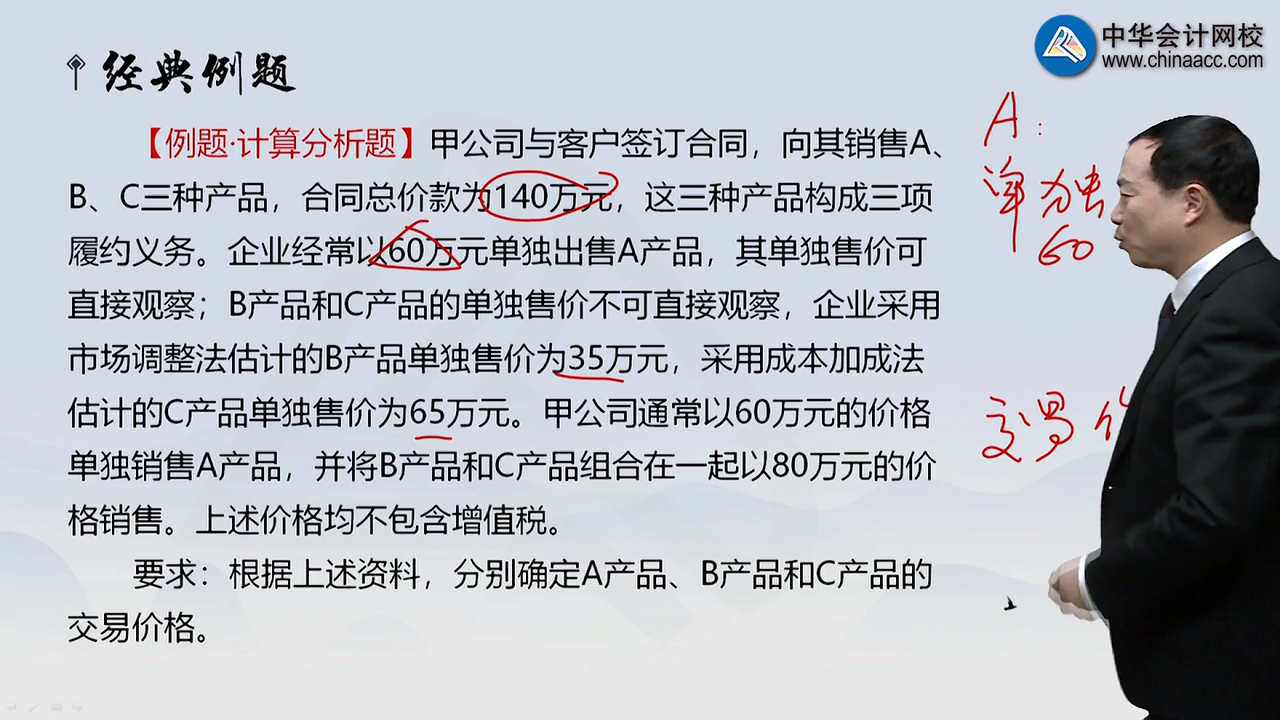 中华会计网校
www.chinaacc.com
经典例题
【例题·计算分析题】甲公司与客户签订合同，向其销售A、
B、C三种产品，合同总价款为140万元，这三种产品构成三项
履约义务。企业经常以60万元单独出售A产品，其单独售价可
直接观察；B产品和C产品的单独售价不可直接观察，企业采用
市场调整法估计的B产品单独售价为35万元，采用成本加成法
估计的C产品单独售价为65万元。甲公司通常以60万元的价格
单独销售A产品，并将B产品和C产品组合在一起以80万元的价
格销售。上述价格均不包含增值税。
要求：根据上述资料，分别确定A产品、B产品和C产品的
交易价格。
A：
单独
60
交易价